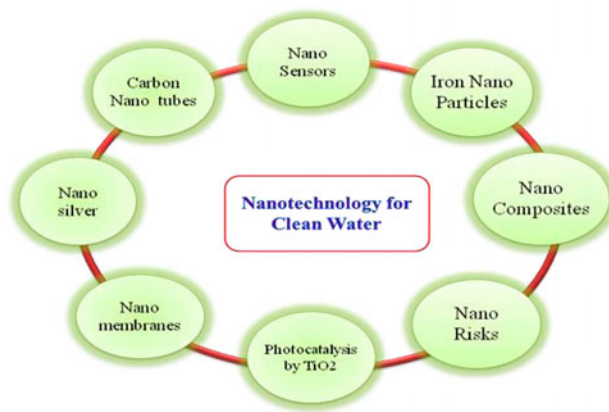 Nano
Sensors
Iron Nano
Particles
Nano
Composites
Nano
Risks
Photocatalysis
by TiO2
Nano
membranes
Nano
silver
Carbon
Nano tubes
Nanotechnology for
Clean Water